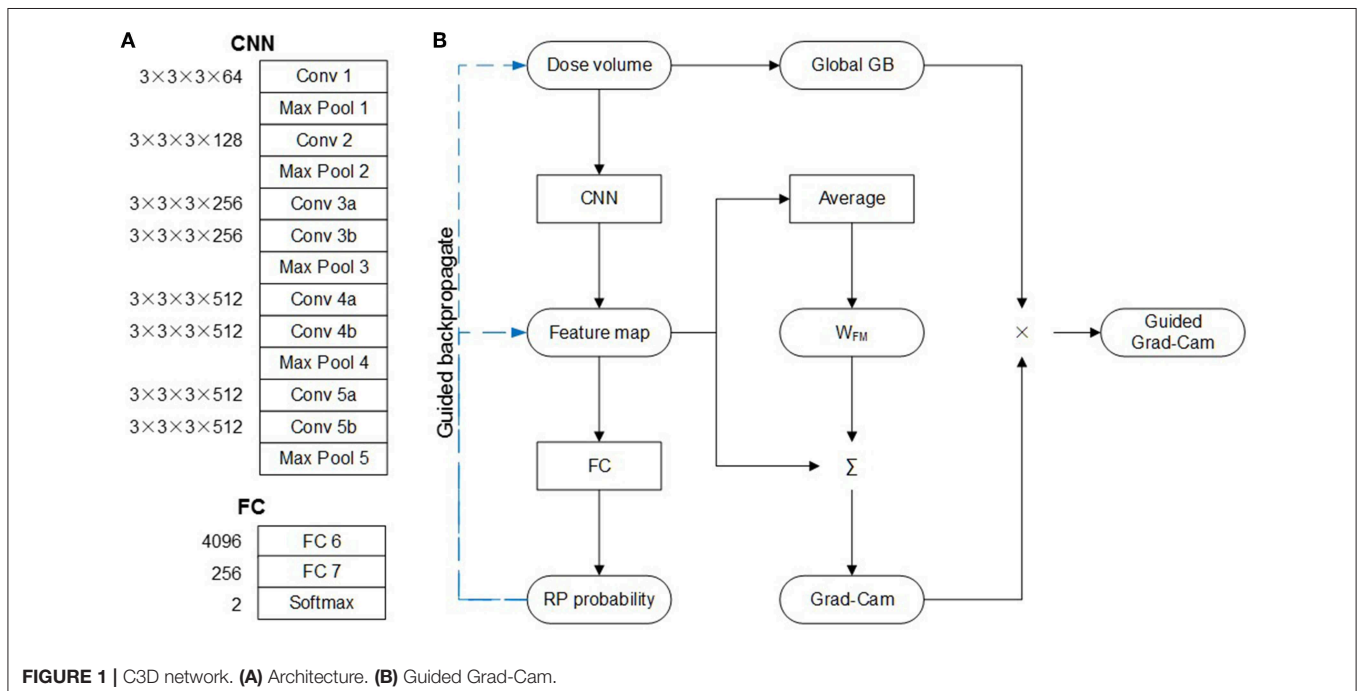 A
CNN
3×3×3×64 Conv 1
Max Pool 1
3×3×3×128 Conv 2
Max Pool 2
3×3×3×256 Conv 3a
3×3×3×256 Conv 3b
Max Pool 3
3×3×3×512 Conv 4a
3×3×3×512 Conv 4b
Max Pool 4
3×3×3×512 Conv 5a
3×3×3×512 Conv 5b
Max Pool 5
FC
4096 FC 6
256 FC 7
2 Softmax
B
Guided backpropagate
Dose volume
CNN
Feature map
FC
RP probability
Global GB
Average
W_FM
Σ
Grad-Cam
×
Guided
Grad-Cam
FIGURE 1 | C3D network. (A) Architecture. (B) Guided Grad-Cam.